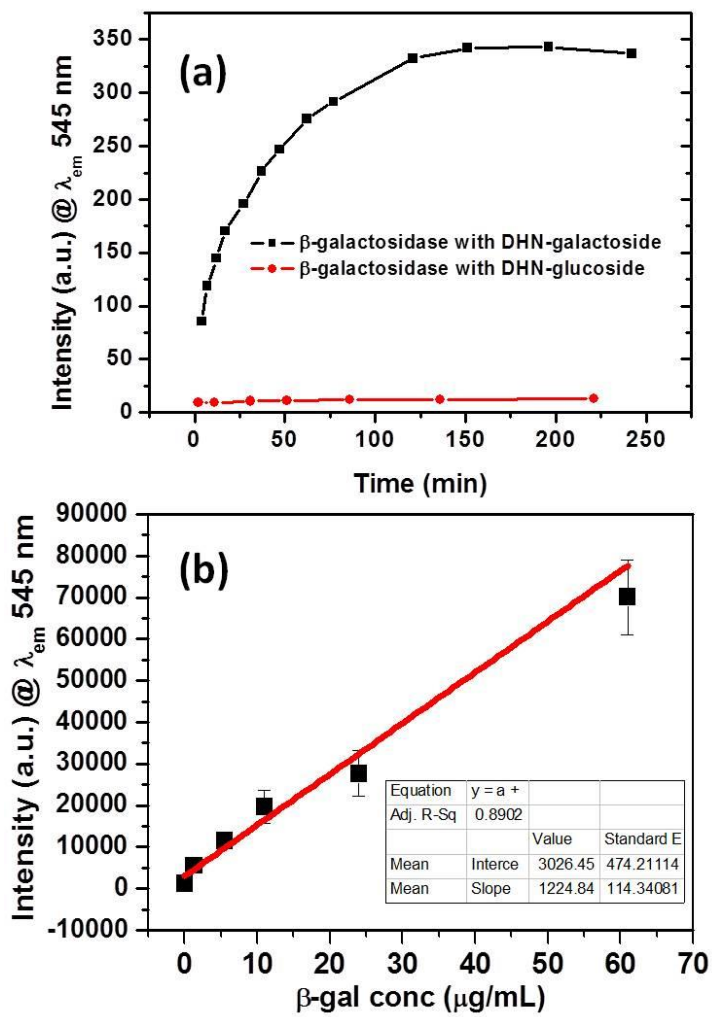 (a)
350
300
250
200
150
100
50
0
Intensity (a.u.) @ λem 545 nm
β-galactosidase with DHN-galactoside
β-galactosidase with DHN-glucoside
0 50 100 150 200 250
Time (min)
(b)
90000
80000
70000
60000
50000
40000
30000
20000
10000
0
-10000
Intensity (a.u.) @ λem 545 nm
Equation y = a +
Adj. R-Sq 0.8902
Value Standard E
Mean Interce 3026.45 474.21114
Mean Slope 1224.84 114.34081
0 10 20 30 40 50 60 70
β-gal conc (μg/mL)